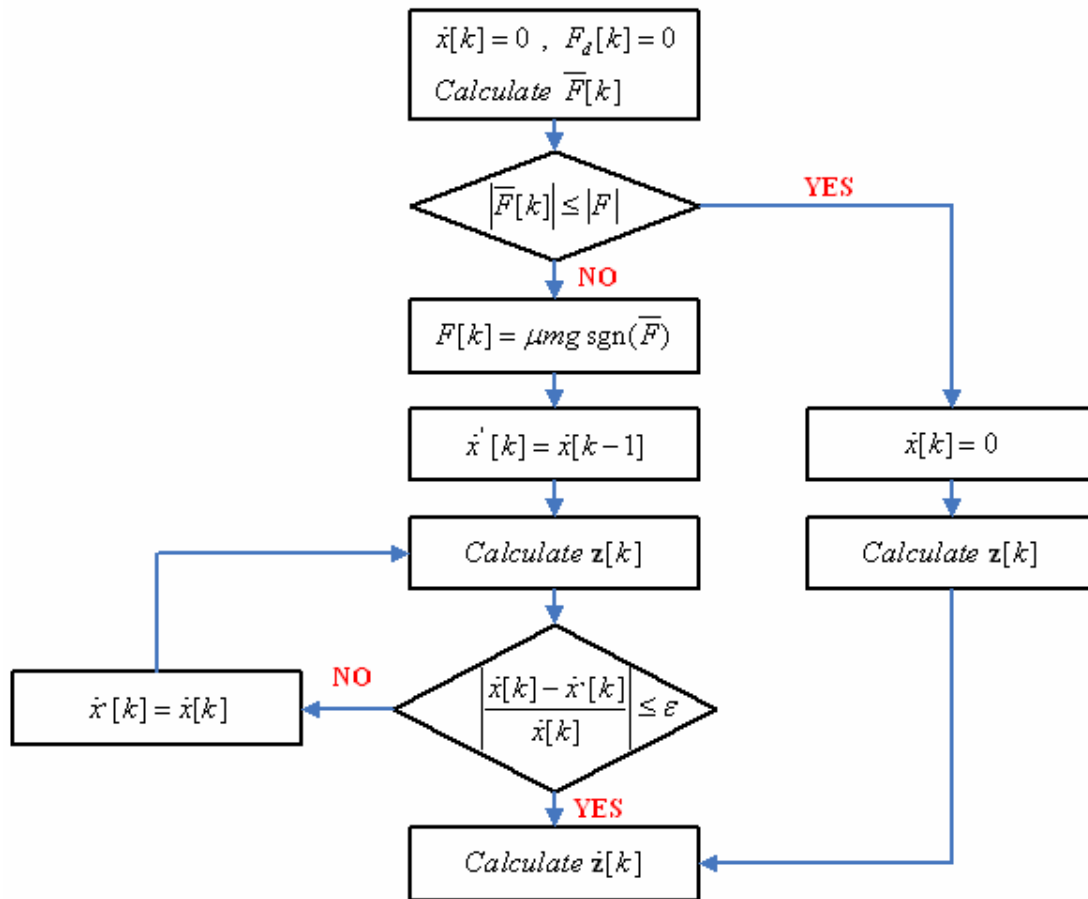 ẋ[k]=0 , F_d[k]=0
Calculate F̅[k]
|F̅[k]| ≤ |F|
YES
NO
F[k]=μmg sgn(F̅)
ẋ'[k]=ẋ[k−1]
ẋ[k]=0
Calculate z[k]
Calculate z[k]
NO
|(ẋ[k]−ẋ'[k])/ẋ[k]| ≤ ε
ẋ'[k]=ẋ[k]
YES
Calculate ż[k]